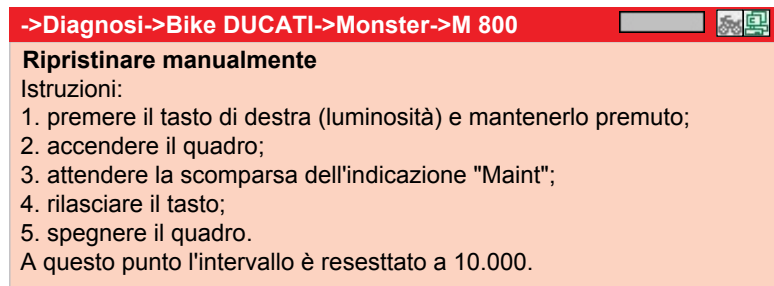 ->Diagnosi->Bike DUCATI->Monster->M 800
Ripristinare manualmente
Istruzioni:
1. premere il tasto di destra (luminosità) e mantenerlo premuto;
2. accendere il quadro;
3. attendere la scomparsa dell'indicazione "Maint";
4. rilasciare il tasto;
5. spegnere il quadro.
A questo punto l'intervallo è resesttato a 10.000.